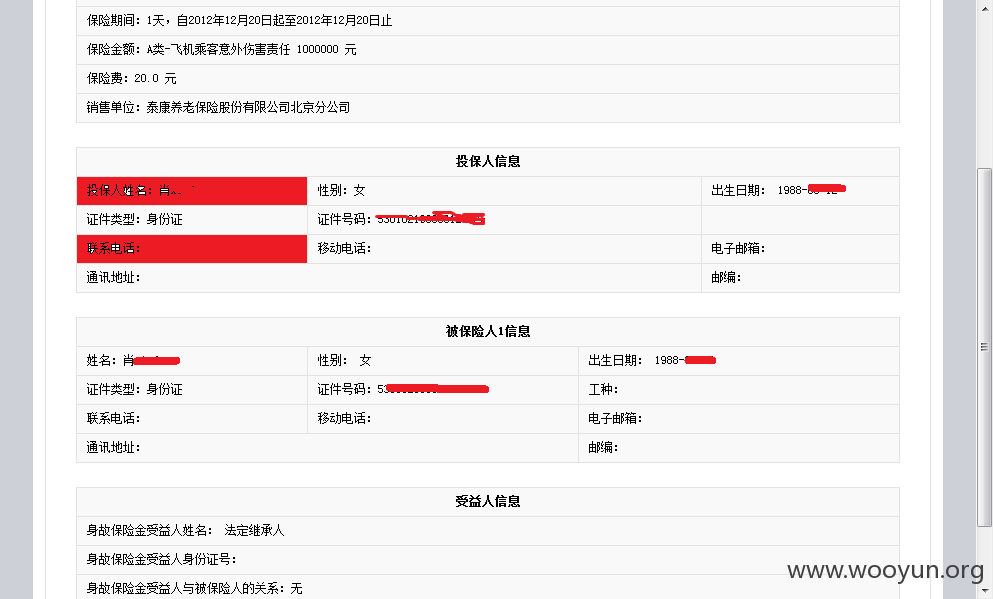 保险期间: 1天, 自2012年12月20日起至2012年12月20日止
保险金额: A类-飞机乘客意外伤害责任 1000000 元
保险费: 20.0 元
销售单位: 泰康养老保险股份有限公司北京分公司
投保人信息
投保人姓名: 肖 性别: 女 出生日期: 1988-
证件类型: 身份证 证件号码:
联系电话: 移动电话: 电子邮箱:
通讯地址: 邮编:
被保险人1信息
姓名: 肖 性别: 女 出生日期: 1988-
证件类型: 身份证 证件号码: 工种:
联系电话: 移动电话: 电子邮箱:
通讯地址: 邮编:
受益人信息
身故保险金受益人姓名: 法定继承人
身故保险金受益人身份证号:
身故保险金受益人与被保险人的关系: 无
www.wooyun.org